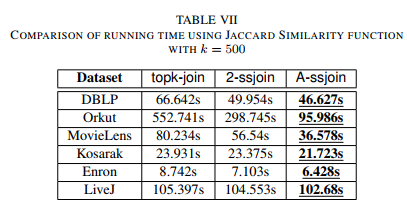 TABLE VII
COMPARISON OF RUNNING TIME USING JACCARD SIMILARITY FUNCTION
WITH k = 500
Dataset topk-join 2-ssjoin A-ssjoin
DBLP 66.642s 49.954s 46.627s
Orkut 552.741s 298.745s 95.986s
MovieLens 80.234s 56.54s 36.578s
Kosarak 23.931s 23.375s 21.723s
Enron 8.742s 7.103s 6.428s
LiveJ 105.397s 104.553s 102.68s